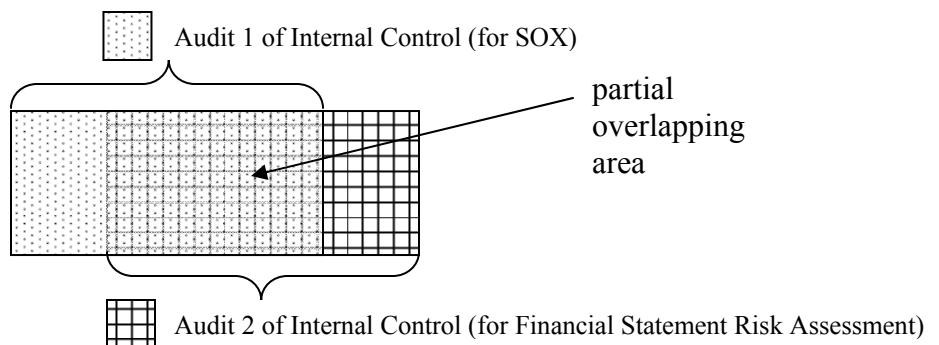 Audit 1 of Internal Control (for SOX)
partial
overlapping
area
Audit 2 of Internal Control (for Financial Statement Risk Assessment)